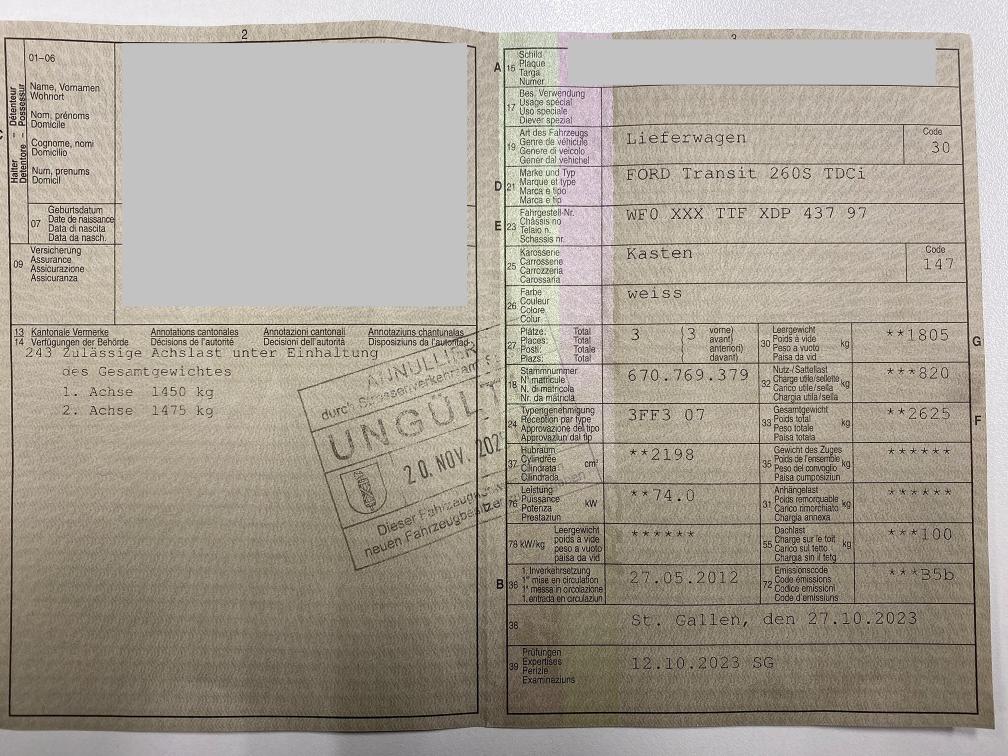 2
01-06
Halter – Détenteur
Detentore – Possessur
Name, Vornamen
Wohnort
Nom, prénoms
Domicile
Cognome, nomi
Domicilio
Num, prenums
Domicil
07
Geburtsdatum
Date de naissance
Data di nascita
Data da nasch.
09
Versicherung
Assurance
Assicurazione
Assicuranza
13 Kantonale Vermerke Annotations cantonales Annotazioni cantonali Annotaziuns chantunalas
14 Verfügungen der Behörde Décisions de l'autorité Decisioni dell'autorità Disposiziuns da l'autoritad
243 Zulässige Achslast unter Einhaltung
des Gesamtgewichtes
1. Achse 1450 kg
2. Achse 1475 kg
ANNULLIERT
durch Strassenverkehrsamt
UNGÜLT
20. NOV. 202
Dieser Fahrzeug
neuen Fahrzeugbesitzer
3
A 15
Schild
Plaque
Targa
Numer
17
Bes. Verwendung
Usage spécial
Uso speciale
Diever spezial
19
Art des Fahrzeugs
Genre de véhicule
Genere di veicolo
Gener dal vehichel
Lieferwagen
Code
30
D 21
Marke und Typ
Marque et type
Marca e tipo
Marca e tip
FORD Transit 260S TDCi
E 23
Fahrgestell-Nr.
Châssis no
Telaio n.
Schassis nr.
WF0 XXX TTF XDP 437 97
25
Karosserie
Carrosserie
Carrozzeria
Carossaria
Kasten
Code
147
26
Farbe
Couleur
Colore
Colur
weiss
27
Plätze: Total
Places: Total
Posti: Totale
Plazs: Total
3 (3 vorne)
avant)
anteriori)
davant)
30
Leergewicht
Poids à vide
Peso a vuoto
Paisa da vid
kg
**1805
G
18
Stammnummer
N° matricule
N. di matricola
Nr. da matricla
670.769.379
32
Nutz-/Sattellast
Charge utile/sellette
Carico utile/sella
Chargia utila/sella
kg
***820
24
Typengenehmigung
Réception par type
Approvazione del tipo
Approvaziun dal tip
3FF3 07
33
Gesamtgewicht
Poids total
Peso totale
Paisa totala
kg
**2625
F
37
Hubraum
Cylindrée
Cilindrata
Cilindrada
cm³
**2198
35
Gewicht des Zuges
Poids de l'ensemble
Peso del convoglio
Paisa cumposiziun
kg
******
76
Leistung
Puissance
Potenza
Prestaziun
kW
**74.0
31
Anhängelast
Poids remorquable
Carico rimorchiato
Chargia annexa
kg
******
78 kW/kg
Leergewicht
poids à vide
peso a vuoto
paisa da vid
******
55
Dachlast
Charge sur le toit
Carico sul tetto
Chargia sin il tetg
kg
***100
B 36
1. Inverkehrsetzung
1re mise en circulation
1a messa in circolazione
1. entrada en circulaziun
27.05.2012
72
Emissionscode
Code émissions
Codice emissioni
Code d'emissiuns
***B5b
38
St. Gallen, den 27.10.2023
39
Prüfungen
Expertises
Perizie
Examinaziuns
12.10.2023 SG